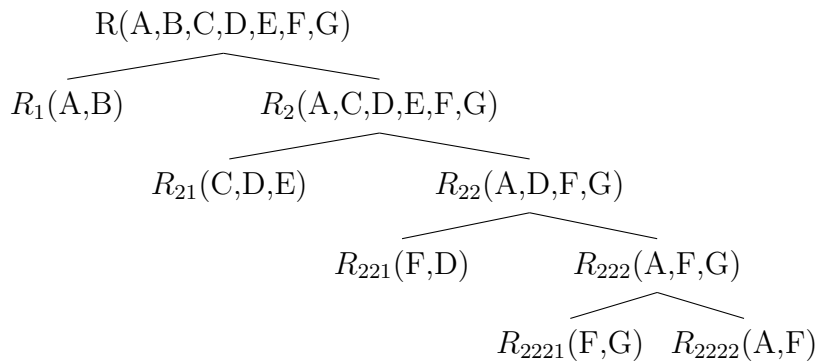 R(A,B,C,D,E,F,G)
R₁(A,B) R₂(A,C,D,E,F,G)
R₂₁(C,D,E) R₂₂(A,D,F,G)
R₂₂₁(F,D) R₂₂₂(A,F,G)
R₂₂₂₁(F,G) R₂₂₂₂(A,F)